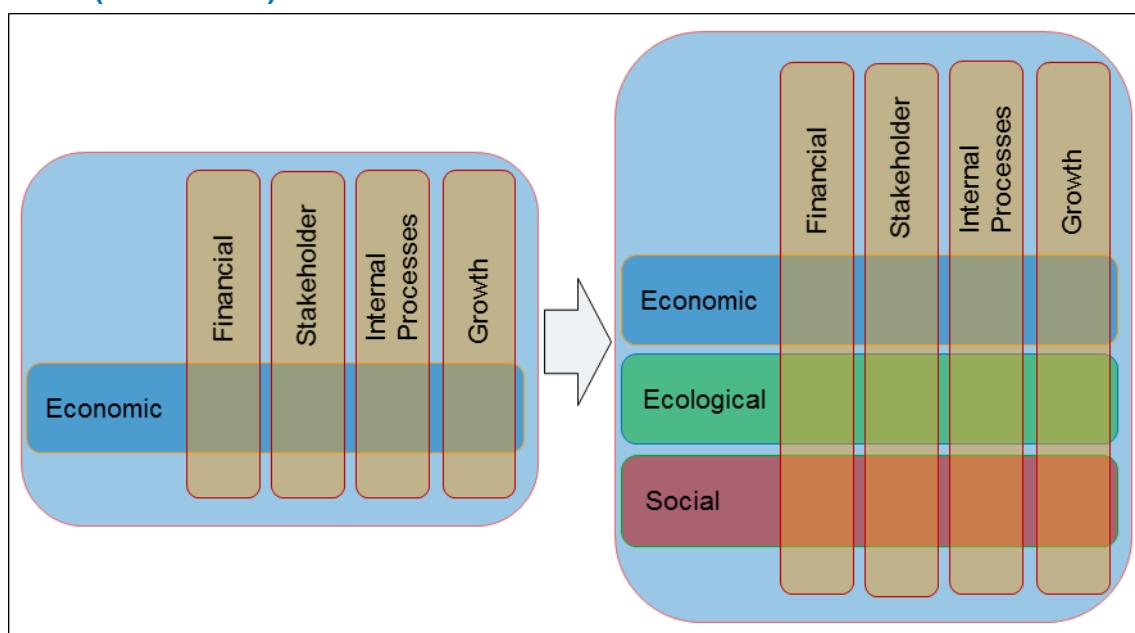 Financial
Stakeholder
Internal
Processes
Growth
Economic
Financial
Stakeholder
Internal
Processes
Growth
Economic
Ecological
Social